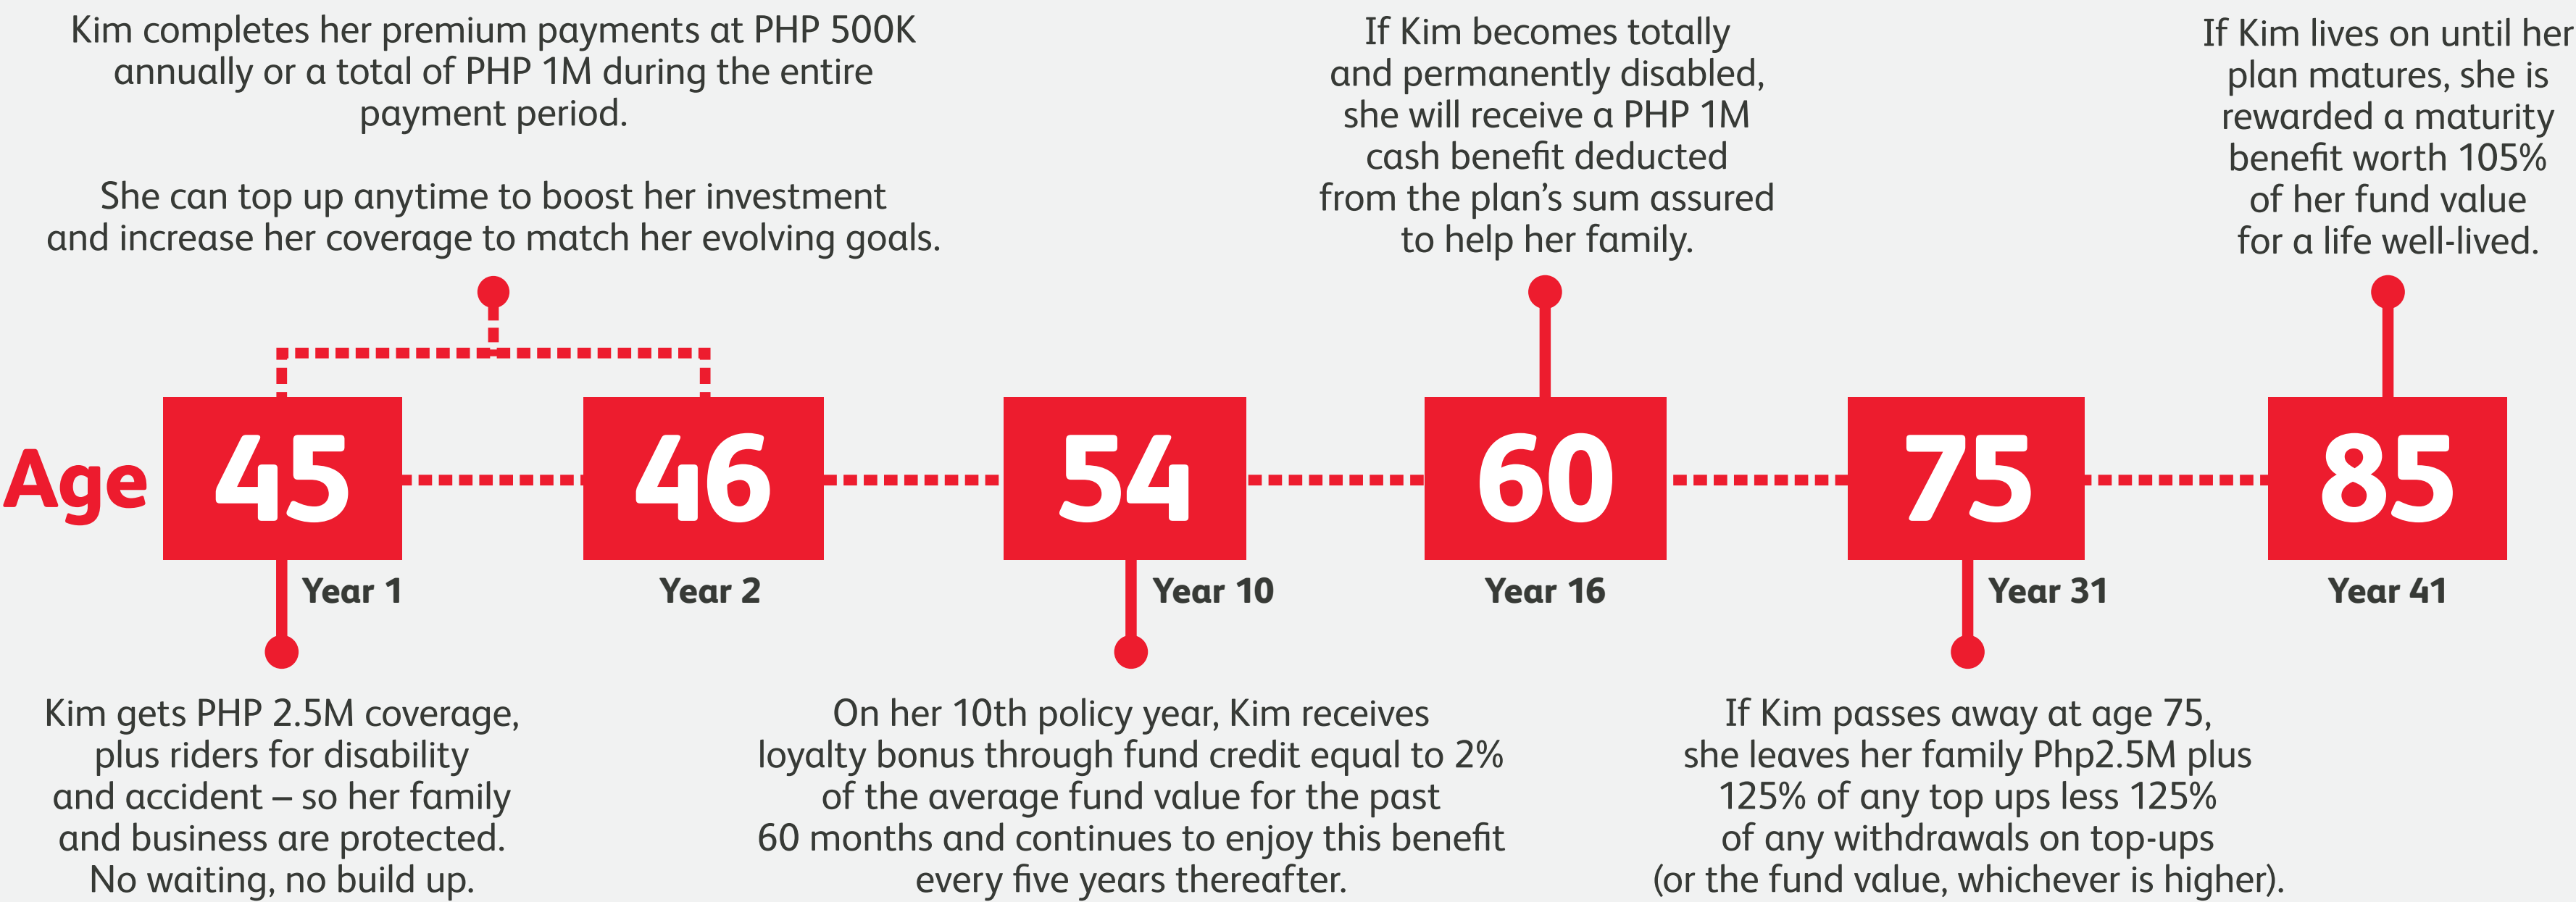 Kim completes her premium payments at PHP 500K
annually or a total of PHP 1M during the entire
payment period.
She can top up anytime to boost her investment
and increase her coverage to match her evolving goals.
If Kim becomes totally
and permanently disabled,
she will receive a PHP 1M
cash benefit deducted
from the plan’s sum assured
to help her family.
If Kim lives on until her
plan matures, she is
rewarded a maturity
benefit worth 105%
of her fund value
for a life well-lived.
Age
45
46
54
60
75
85
Year 1
Year 2
Year 10
Year 16
Year 31
Year 41
Kim gets PHP 2.5M coverage,
plus riders for disability
and accident – so her family
and business are protected.
No waiting, no build up.
On her 10th policy year, Kim receives
loyalty bonus through fund credit equal to 2%
of the average fund value for the past
60 months and continues to enjoy this benefit
every five years thereafter.
If Kim passes away at age 75,
she leaves her family Php2.5M plus
125% of any top ups less 125%
of any withdrawals on top-ups
(or the fund value, whichever is higher).